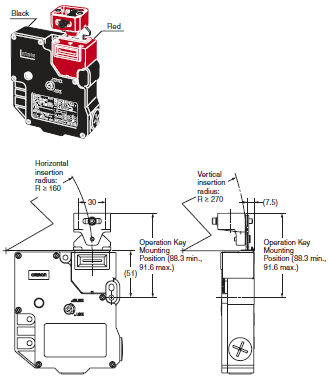 Black
Red
Horizontal
insertion
radius:
R ≥ 160
30
Operation Key
Mounting
Position (88.3 min.,
91.6 max.)
(51)
OMRON
LOCK
Vertical
insertion
radius:
R ≥ 270
(7.5)
Operation Key
Mounting
Position (88.3 min.,
91.6 max.)